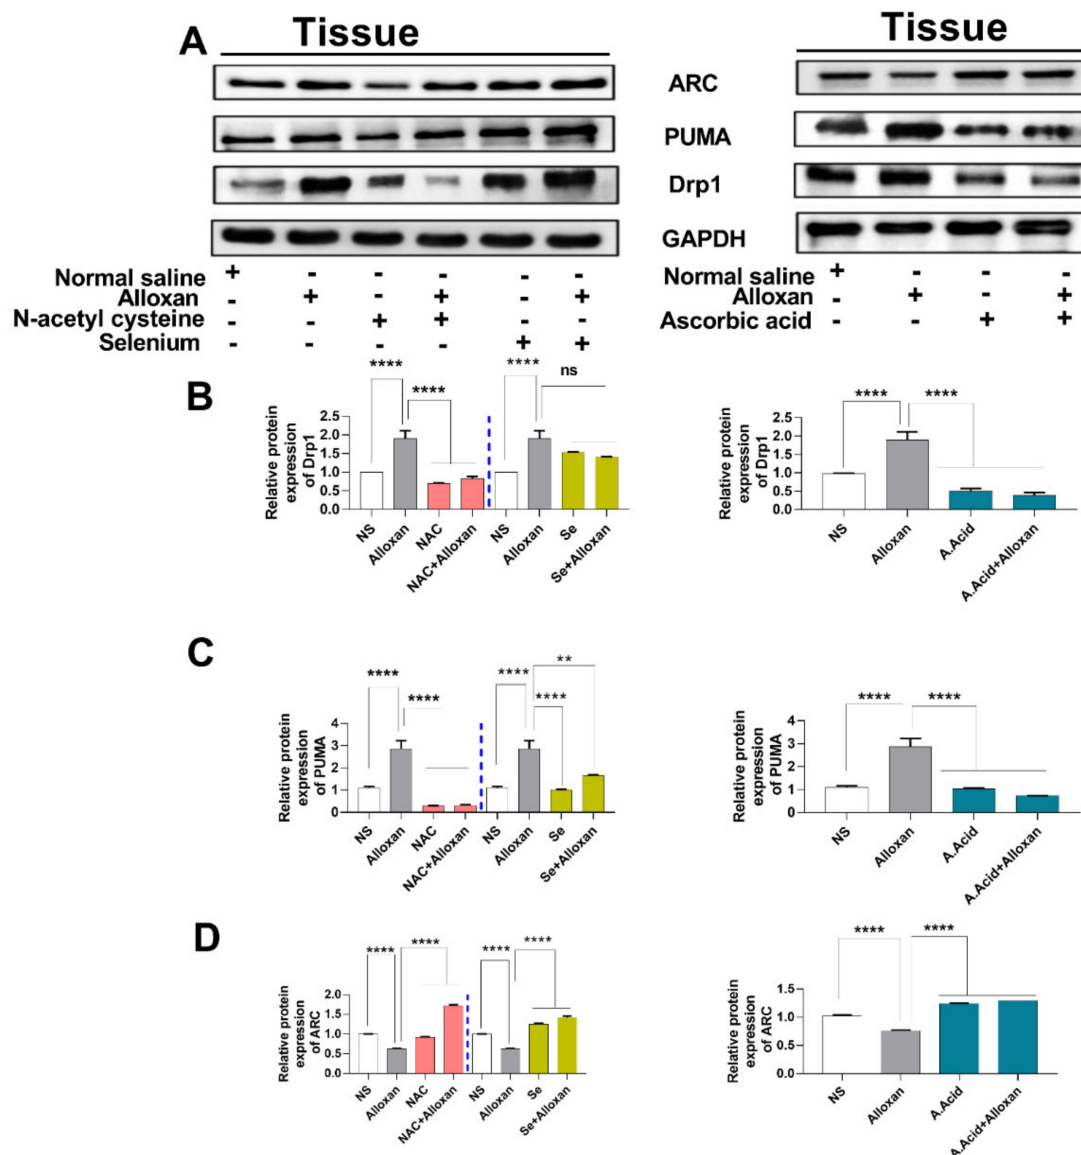 A
Tissue
Tissue
ARC
PUMA
Drp1
GAPDH
Normal saline + - - - - -
Alloxan - + - + - +
N-acetyl cysteine - - + + - -
Selenium - - - - + +
Normal saline + - - -
Alloxan - + - +
Ascorbic acid - - + +
B
Relative protein
expression
of Drp1
2.5
2.0
1.5
1.0
0.5
0.0
****
****
****
ns
NS
Alloxan
NAC
NAC+Alloxan
NS
Alloxan
Se
Se+Alloxan
Relative protein
expression
of Drp1
2.5
2.0
1.5
1.0
0.5
0.0
****
****
NS
Alloxan
A.Acid
A.Acid+Alloxan
C
Relative protein
expression
of PUMA
4
3
2
1
0
****
****
****
****
**
NS
Alloxan
NAC
NAC+Alloxan
NS
Alloxan
Se
Se+Alloxan
Relative protein
expression
of PUMA
4
3
2
1
0
****
****
NS
Alloxan
A.Acid
A.Acid+Alloxan
D
Relative protein
expression
of ARC
2.0
1.5
1.0
0.5
0.0
****
****
****
****
NS
Alloxan
NAC
NAC+Alloxan
NS
Alloxan
Se
Se+Alloxan
Relative protein
expression
of ARC
1.5
1.0
0.5
0.0
****
****
NS
Alloxan
A.Acid
A.Acid+Alloxan